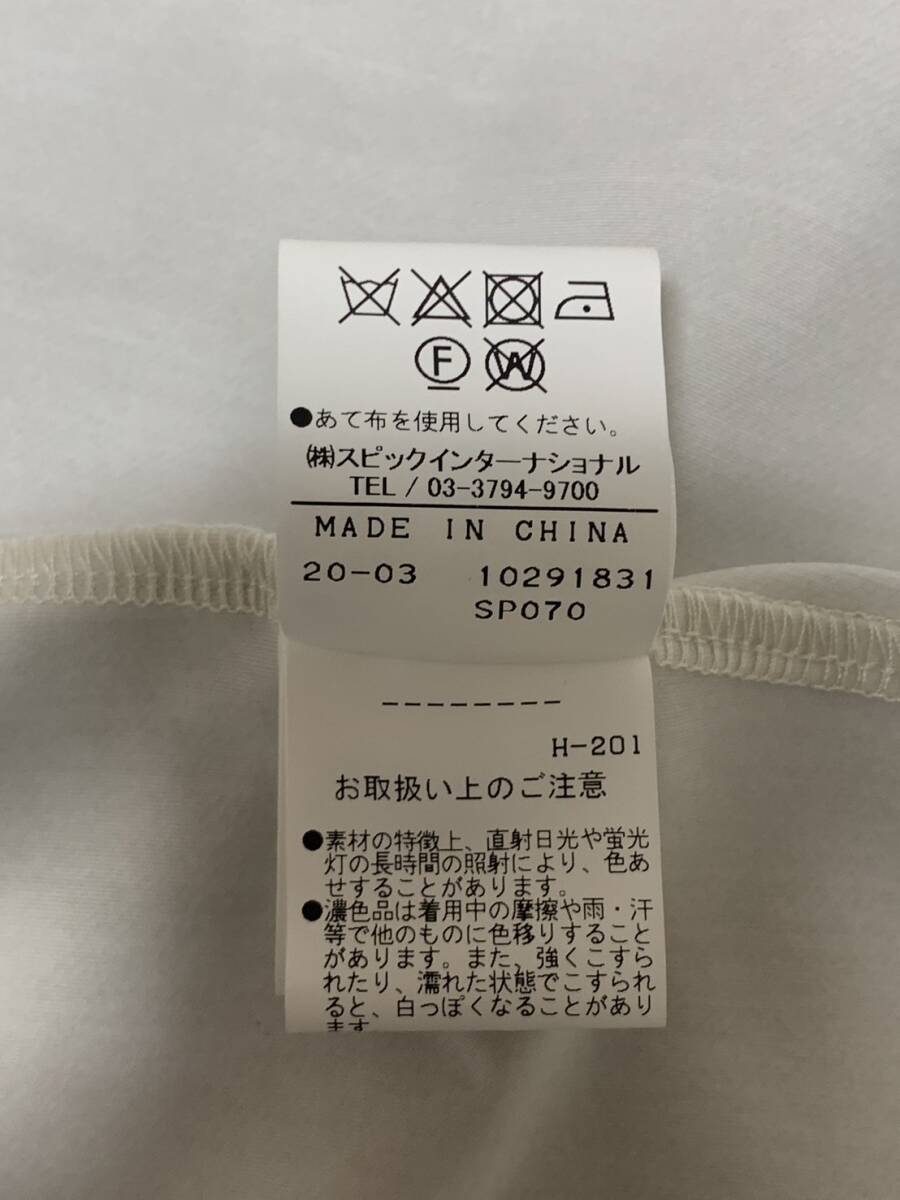 F W
●あて布を使用してください。
㈱スピックインターナショナル
TEL / 03-3794-9700
MADE IN CHINA
20-03 10291831
SP070
--------
H-201
お取扱い上のご注意
●素材の特徴上、直射日光や蛍光
灯の長時間の照射により、色あ
せすることがあります。
●濃色品は着用中の摩擦や雨・汗
等で他のものに色移りすること
があります。また、強くこすら
れたり、濡れた状態でこすられ
ると、白っぽくなることがあり
ます。